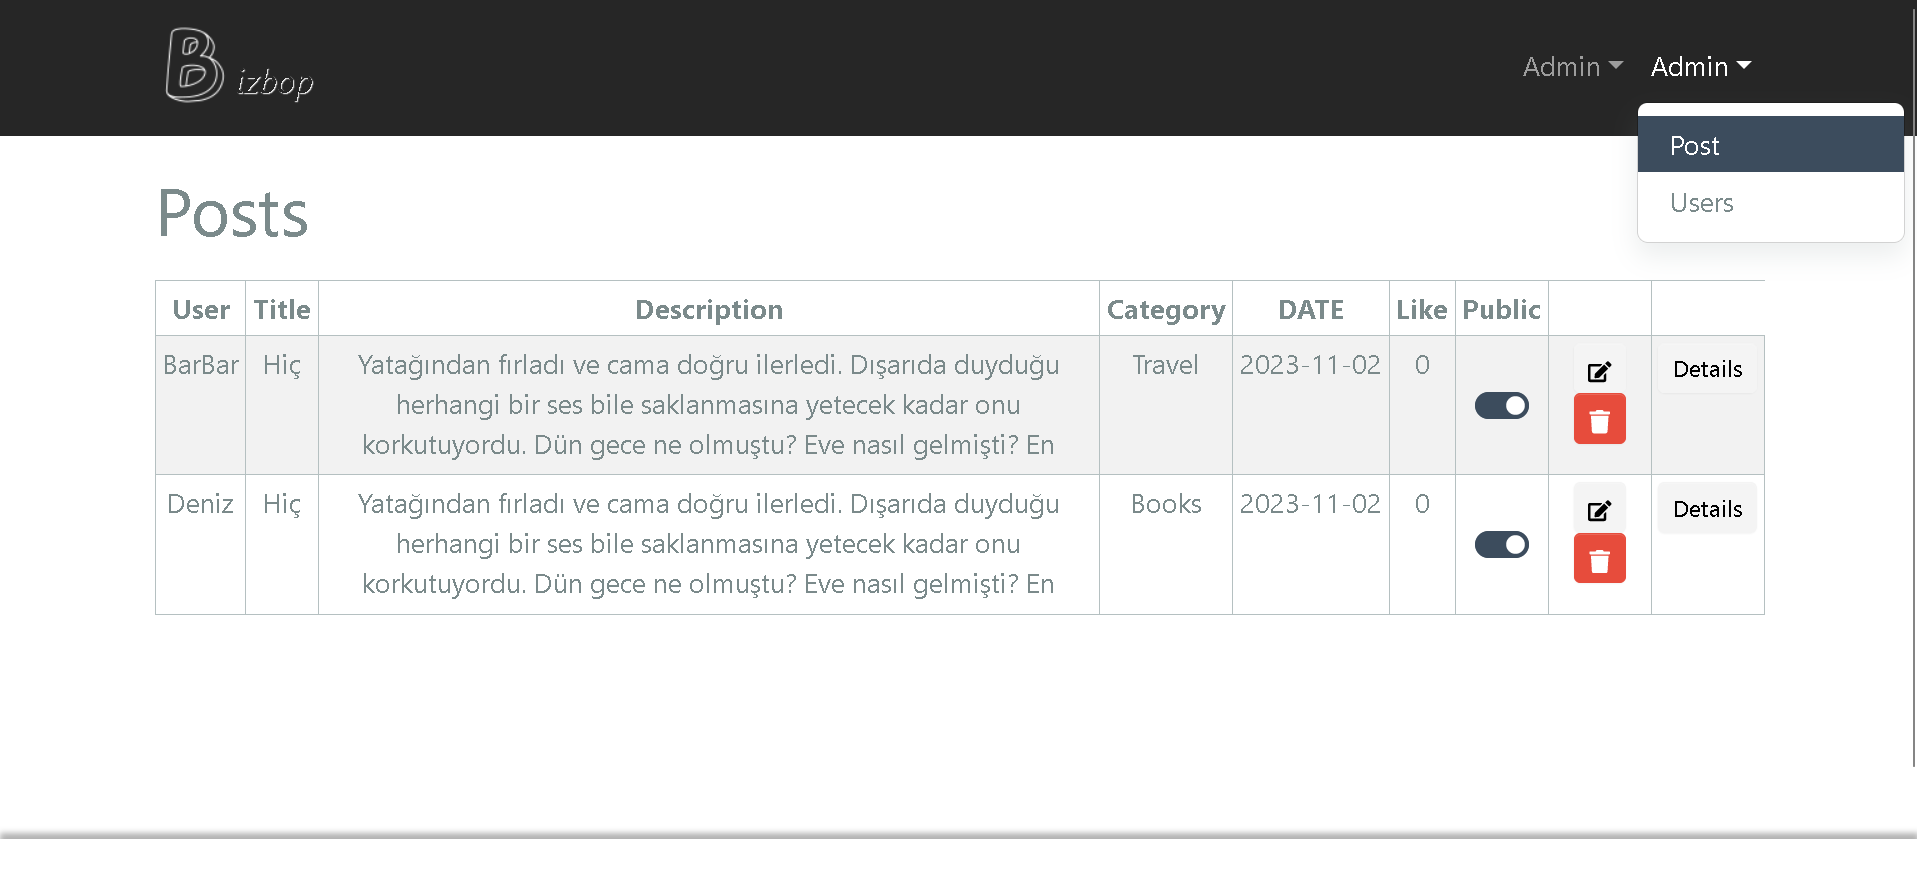 Bizbop
Admin Admin
Post
Users
Posts
User Title Description Category DATE Like Public
BarBar Hiç Yatağından fırladı ve cama doğru ilerledi. Dışarıda duyduğu Travel 2023-11-02 0 Details
herhangi bir ses bile saklanmasına yetecek kadar onu
korkutuyordu. Dün gece ne olmuştu? Eve nasıl gelmişti? En
Deniz Hiç Yatağından fırladı ve cama doğru ilerledi. Dışarıda duyduğu Books 2023-11-02 0 Details
herhangi bir ses bile saklanmasına yetecek kadar onu
korkutuyordu. Dün gece ne olmuştu? Eve nasıl gelmişti? En